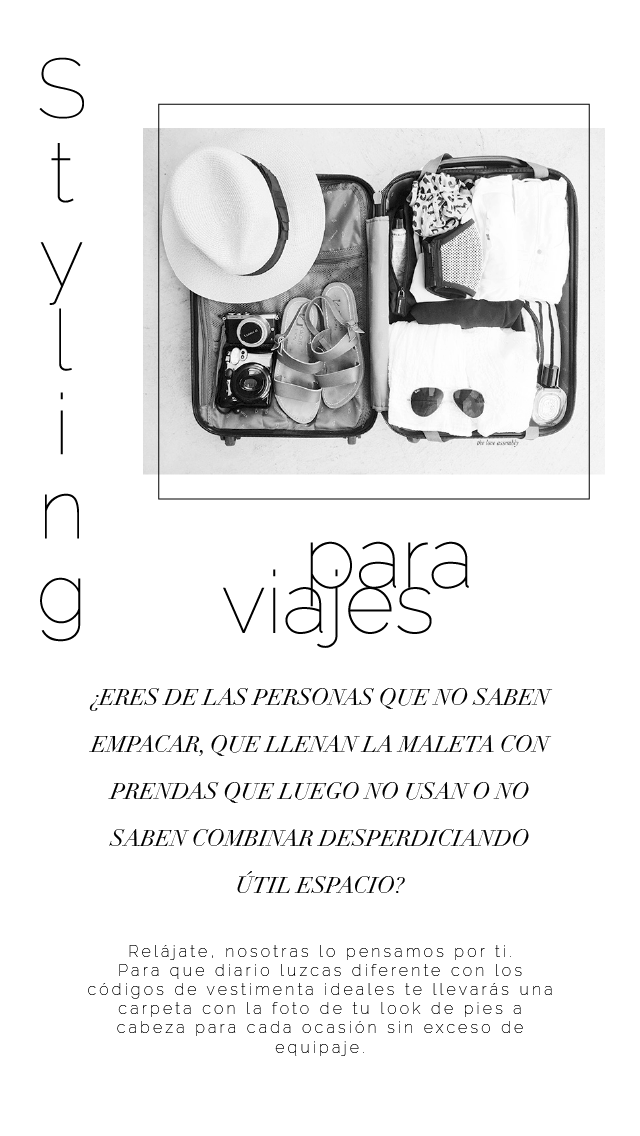 Styling
para
viajes
¿ERES DE LAS PERSONAS QUE NO SABEN
EMPACAR, QUE LLENAN LA MALETA CON
PRENDAS QUE LUEGO NO USAN O NO
SABEN COMBINAR DESPERDICIANDO
ÚTIL ESPACIO?
Relájate, nosotras lo pensamos por ti.
Para que diario luzcas diferente con los
códigos de vestimenta ideales te llevarás una
carpeta con la foto de tu look de pies a
cabeza para cada ocasión sin exceso de
equipaje.